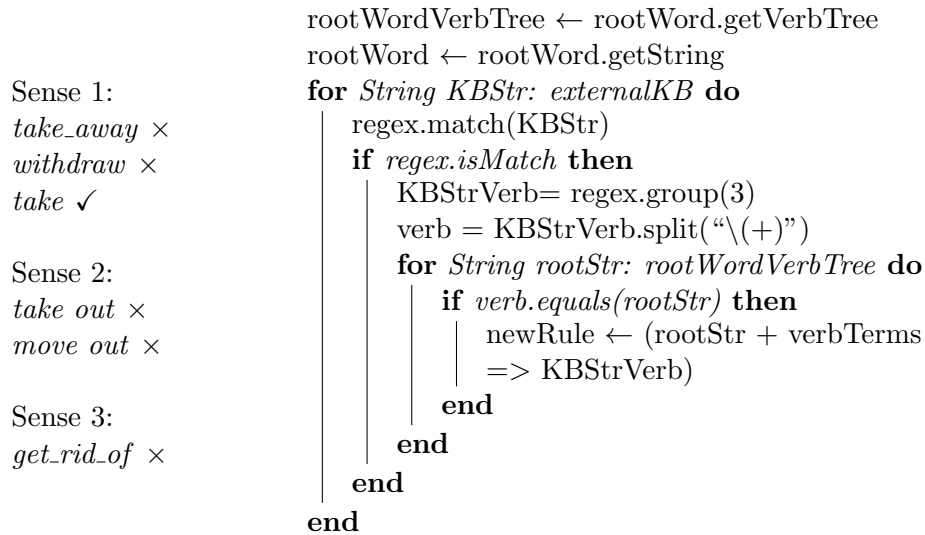 Sense 1:
take_away ×
withdraw ×
take ✓
Sense 2:
take out ×
move out ×
Sense 3:
get_rid_of ×
rootWordVerbTree ← rootWord.getVerbTree
rootWord ← rootWord.getString
for String KBStr: externalKB do
regex.match(KBStr)
if regex.isMatch then
KBStrVerb= regex.group(3)
verb = KBStrVerb.split(“\(+)”)
for String rootStr: rootWordVerbTree do
if verb.equals(rootStr) then
newRule ← (rootStr + verbTerms
=> KBStrVerb)
end
end
end
end